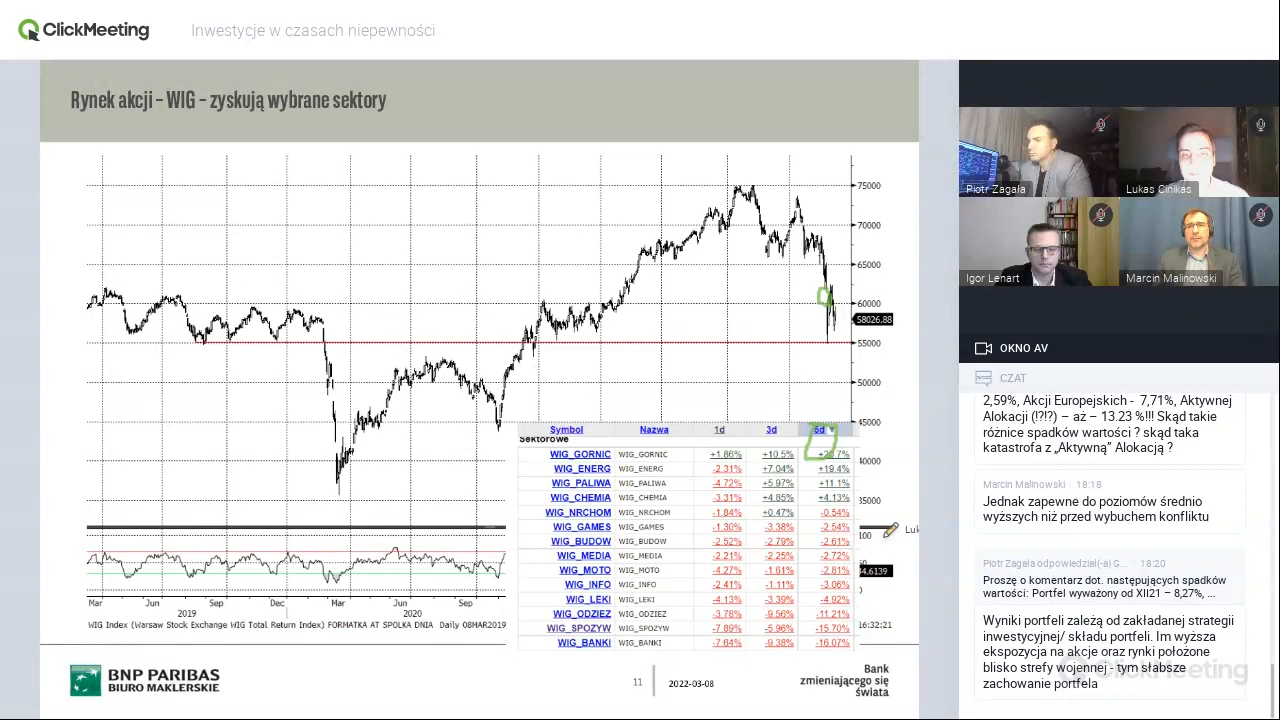 ClickMeeting
Inwestycje w czasach niepewności
Rynek akcji – WIG – zyskują wybrane sektory
75000
70000
65000
60000
58026.88
55000
50000
45000
40000
35000
100
44.6139
0
Mar Jun Sep Dec Mar Jun Sep
2019 2020
WIG Index (Warsaw Stock Exchange WIG Total Return Index) FORMATKA AT SPOLKA DNIA Daily 08MAR2019
16:32:21
Symbol Nazwa 1d 3d 5d ▼
Sektorowe
WIG_GORNIC WIG_GORNIC +1.86% +10.5% +20.7%
WIG_ENERG WIG_ENERG -2.31% +7.04% +19.4%
WIG_PALIWA WIG_PALIWA -4.72% +5.97% +11.1%
WIG_CHEMIA WIG_CHEMIA -3.31% +4.85% +4.13%
WIG_NRCHOM WIG_NRCHOM -1.84% +0.47% -0.54%
WIG_GAMES WIG_GAMES -1.30% -3.38% -2.54%
WIG_BUDOW WIG_BUDOW -2.52% -2.79% -2.61%
WIG_MEDIA WIG_MEDIA -2.21% -2.25% -2.72%
WIG_MOTO WIG_MOTO -4.27% -1.61% -2.81%
WIG_INFO WIG_INFO -2.41% -1.11% -3.06%
WIG_LEKI WIG_LEKI -4.13% -3.39% -4.92%
WIG_ODZIEZ WIG_ODZIEZ -3.78% -9.56% -11.21%
WIG_SPOZYW WIG_SPOZYW -7.89% -5.96% -15.70%
WIG_BANKI WIG_BANKI -7.64% -9.38% -16.07%
Luk
BNP PARIBAS
BIURO MAKLERSKIE
11
2022-03-08
Bank
zmieniającego się
świata
Piotr Zagała
Lukas Cinikas
Igor Lenart
Marcin Malinowski
OKNO AV
CZAT
2,59%, Akcji Europejskich - 7,71%, Aktywnej
Alokacji (!?!?) – aż – 13.23 %!!! Skąd takie
różnice spadków wartości ? skąd taka
katastrofa z „Aktywną” Alokacją ?
Marcin Malinowski 18:18
Jednak zapewne do poziomów średnio
wyższych niż przed wybuchem konfliktu
Piotr Zagała odpowiedział(-a) G... 18:20
Proszę o komentarz dot. następujących spadków
wartości: Portfel wyważony od XII21 – 8,27%, ...
Wyniki portfeli zależą od zakładanej strategii
inwestycyjnej/ składu portfeli. Im wyższa
ekspozycja na akcje oraz rynki położone
blisko strefy wojennej - tym słabsze
zachowanie portfela
ClickMeeting